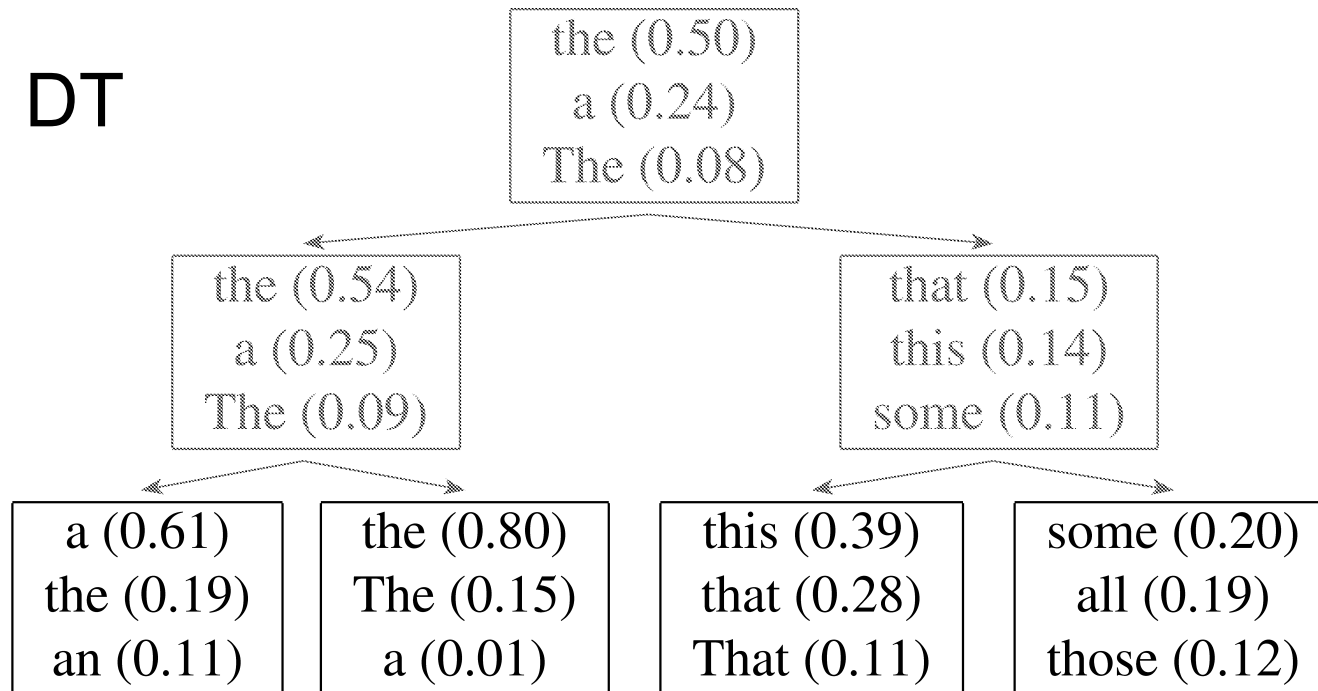 DT
the (0.50)
a (0.24)
The (0.08)
the (0.54)
a (0.25)
The (0.09)
that (0.15)
this (0.14)
some (0.11)
a (0.61)
the (0.19)
an (0.11)
the (0.80)
The (0.15)
a (0.01)
this (0.39)
that (0.28)
That (0.11)
some (0.20)
all (0.19)
those (0.12)